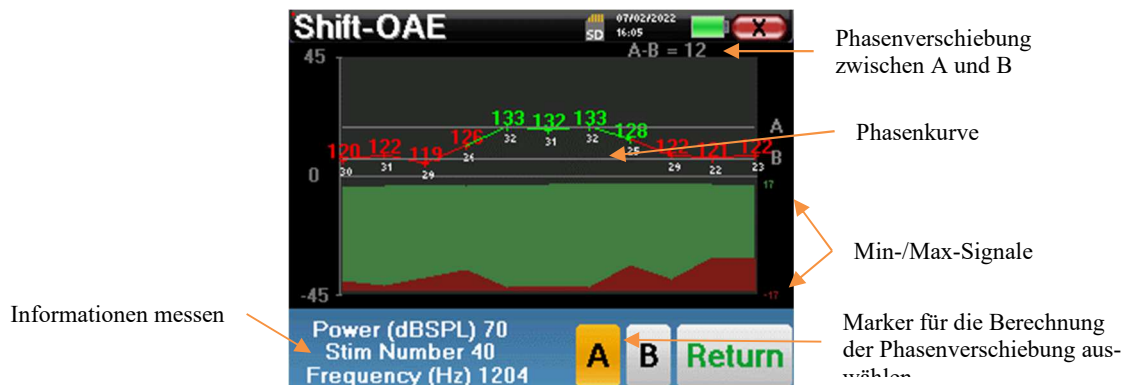 Shift-OAE
SD
07/02/2022
16:05
X
A-B = 12
45
133 132 133
128
126
120 122 119
122 121 122
32 31 32
26 25
30 31 29
29 22 23
A
B
0
17
-45
-17
Power (dBSPL) 70
Stim Number 40
Frequency (Hz) 1204
A B Return
Phasenverschiebung
zwischen A und B
Phasenkurve
Min-/Max-Signale
Informationen messen
Marker für die Berechnung
der Phasenverschiebung aus-
wählen